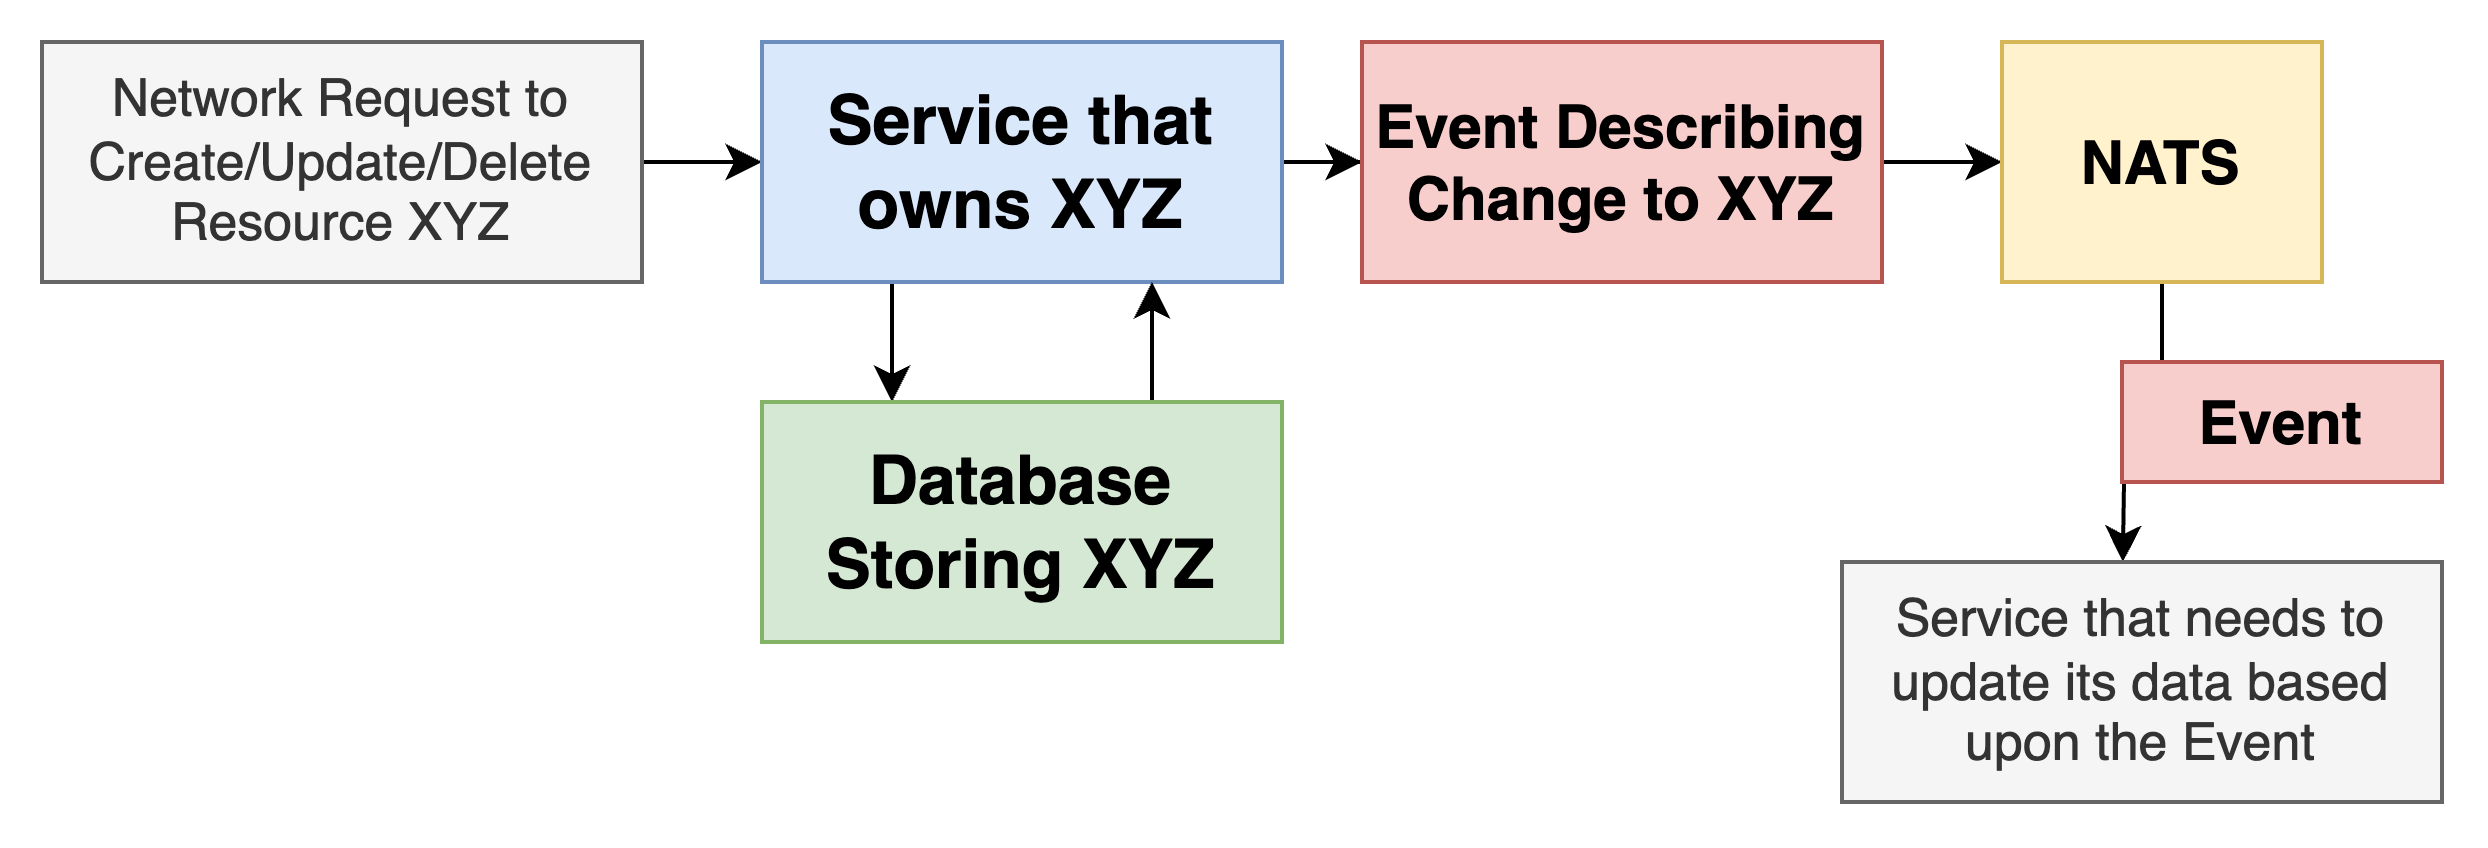 Network Request to
Create/Update/Delete
Resource XYZ
Service that
owns XYZ
Event Describing
Change to XYZ
NATS
Event
Database
Storing XYZ
Service that needs to
update its data based
upon the Event